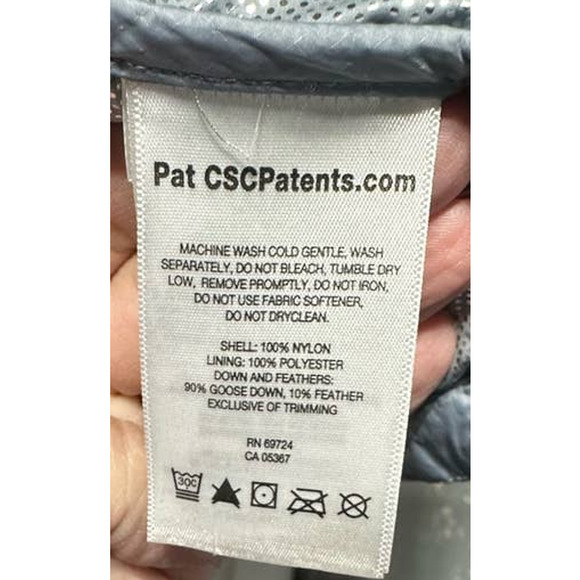 Pat CSCPatents.com
MACHINE WASH COLD GENTLE, WASH
SEPARATELY, DO NOT BLEACH, TUMBLE DRY
LOW, REMOVE PROMPTLY, DO NOT IRON,
DO NOT USE FABRIC SOFTENER,
DO NOT DRYCLEAN.
SHELL: 100% NYLON
LINING: 100% POLYESTER
DOWN AND FEATHERS:
90% GOOSE DOWN, 10% FEATHER
EXCLUSIVE OF TRIMMING
RN 69724
CA 05367
30C